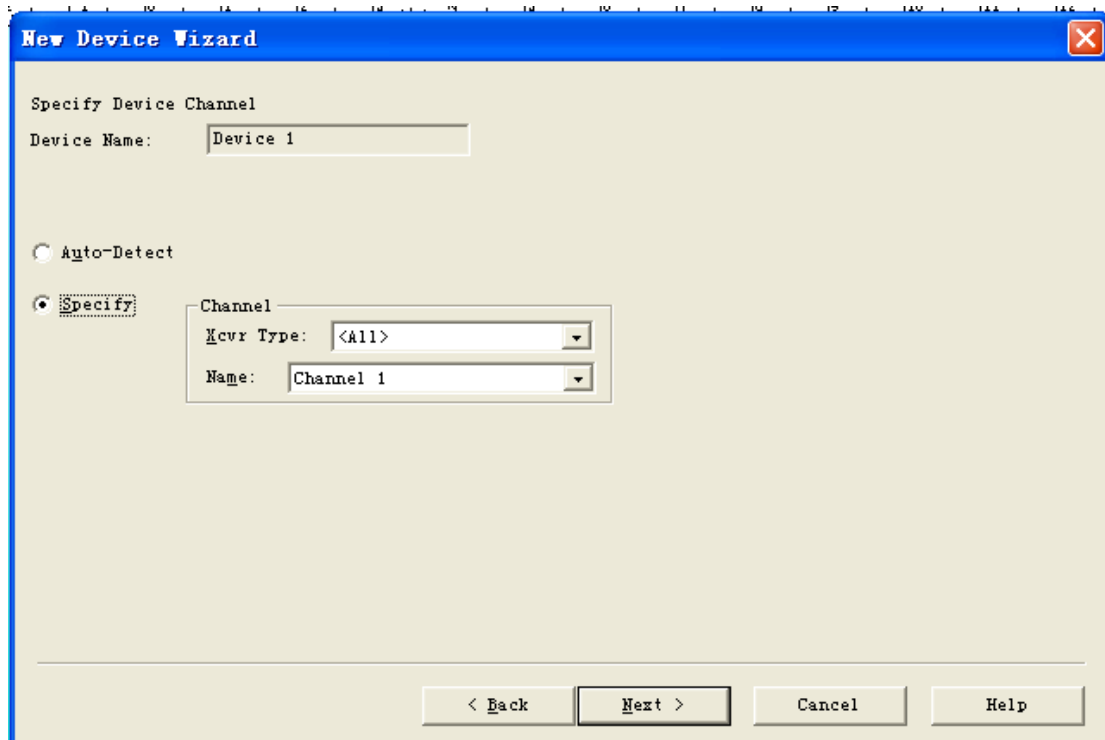 New Device Wizard
Specify Device Channel
Device Name: Device 1
Auto-Detect
Specify
Channel
Xcvr Type: <All>
Name: Channel 1
< Back Next > Cancel Help